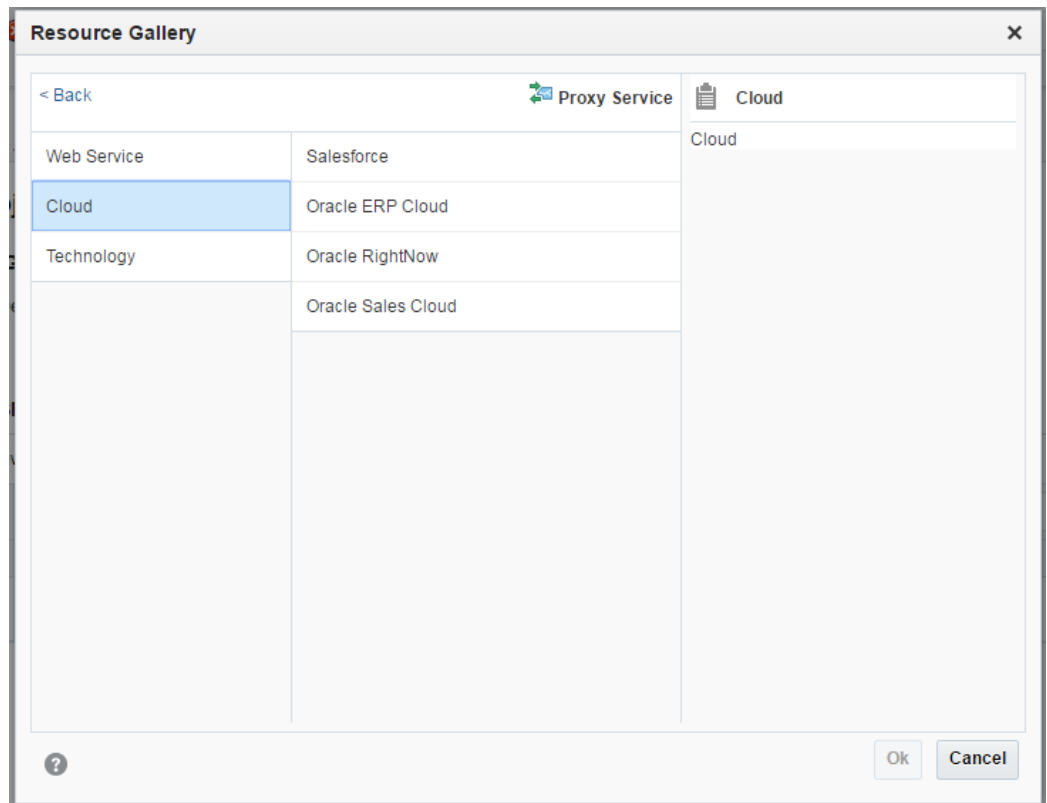 Resource Gallery
< Back
Proxy Service
Web Service
Cloud
Technology
Salesforce
Oracle ERP Cloud
Oracle RightNow
Oracle Sales Cloud
Cloud
Cloud
Ok
Cancel